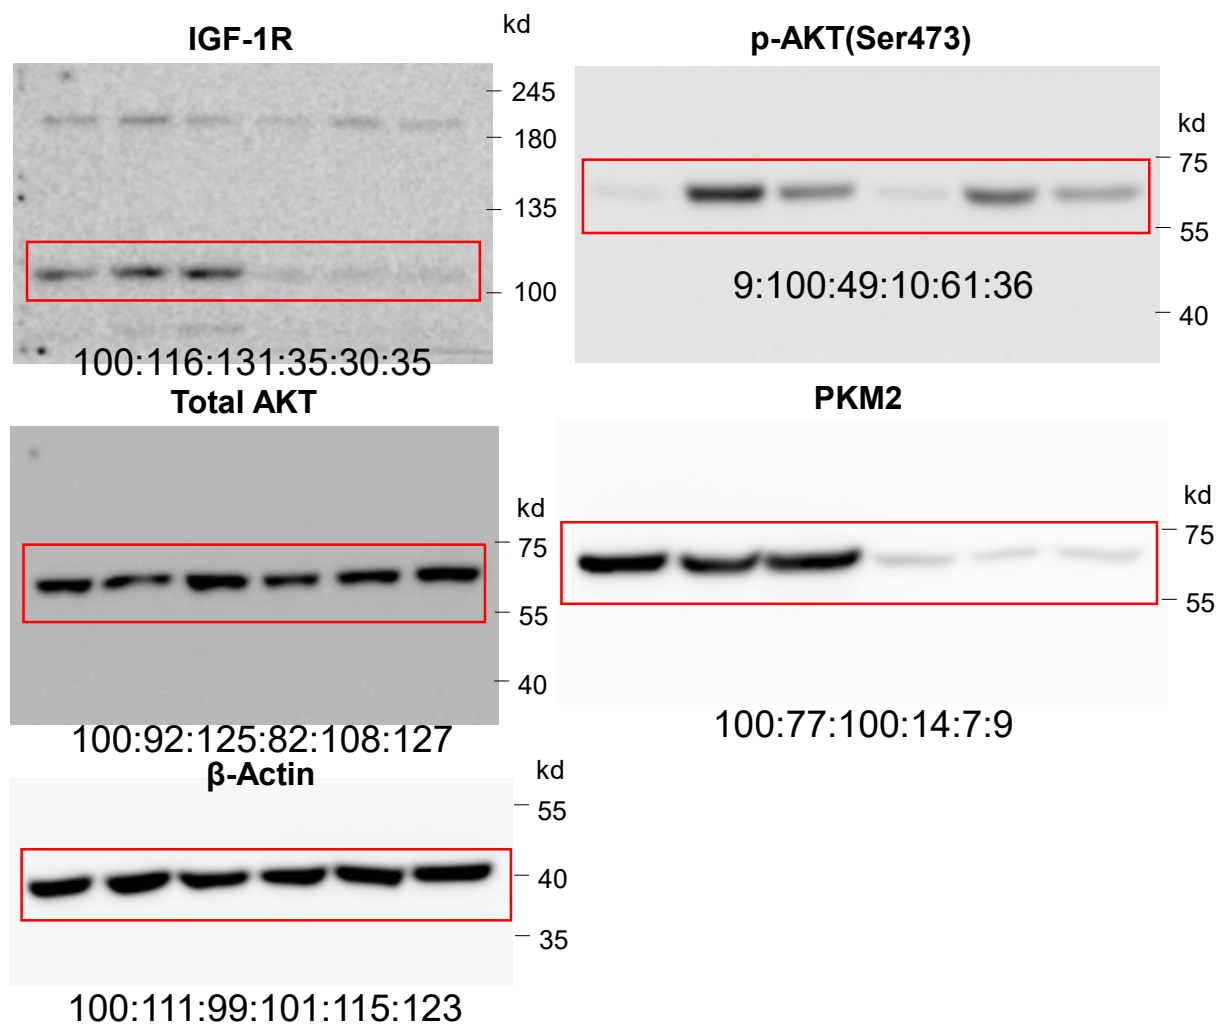 IGF-1R
kd
245
180
135
100
100:116:131:35:30:35
p-AKT(Ser473)
kd
75
55
40
9:100:49:10:61:36
Total AKT
kd
75
55
40
100:92:125:82:108:127
PKM2
kd
75
55
100:77:100:14:7:9
β-Actin
kd
55
40
35
100:111:99:101:115:123